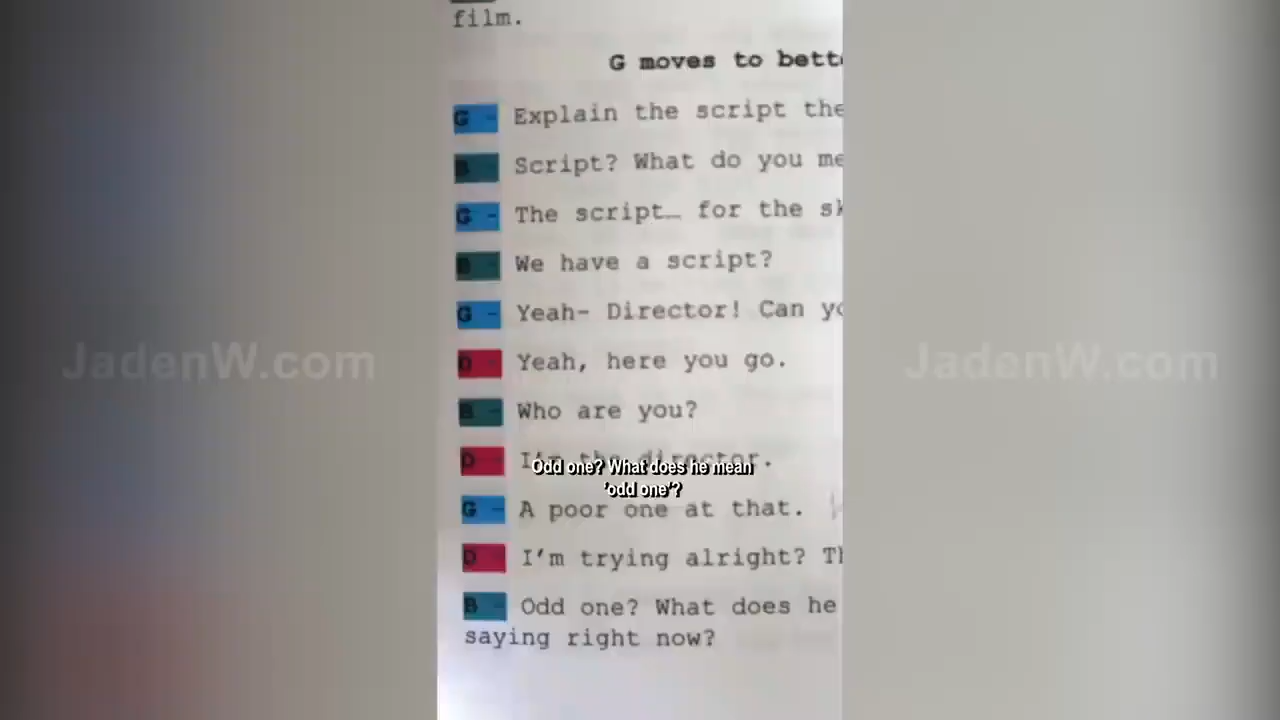 film.
G moves to bett
G - Explain the script the
B Script? What do you me
G - The script… for the sk
B We have a script?
G - Yeah- Director! Can yo
D Yeah, here you go.
B - Who are you?
D - I'm the director.
Odd one? What does he mean
'odd one'?
G - A poor one at that.
D I'm trying alright? Th
B - Odd one? What does he
saying right now?
JadenW.com
JadenW.com